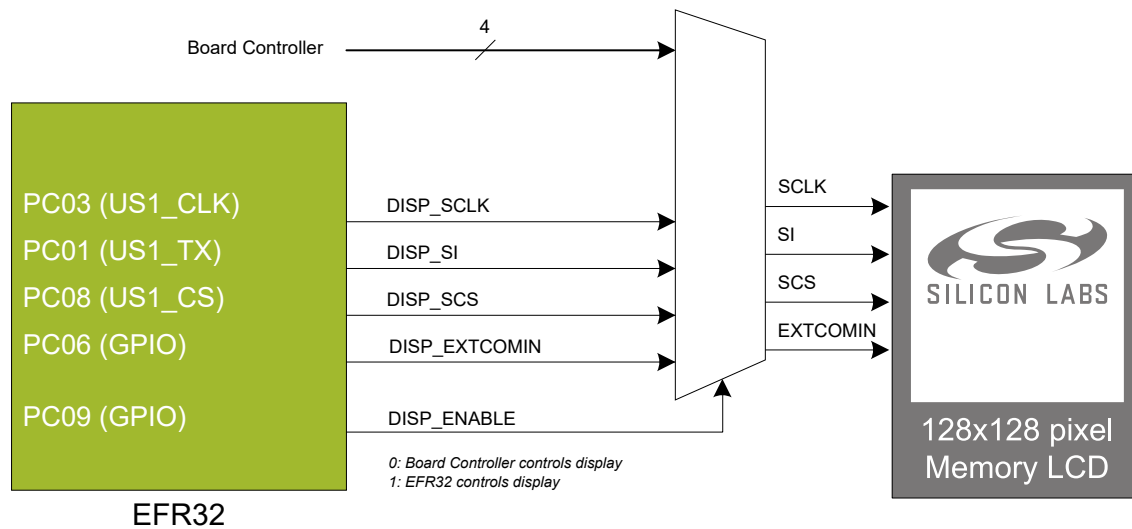 4
Board Controller
PC03 (US1_CLK)
PC01 (US1_TX)
PC08 (US1_CS)
PC06 (GPIO)
PC09 (GPIO)
EFR32
DISP_SCLK
DISP_SI
DISP_SCS
DISP_EXTCOMIN
DISP_ENABLE
0: Board Controller controls display
1: EFR32 controls display
SCLK
SI
SCS
EXTCOMIN
SILICON LABS
128x128 pixel
Memory LCD